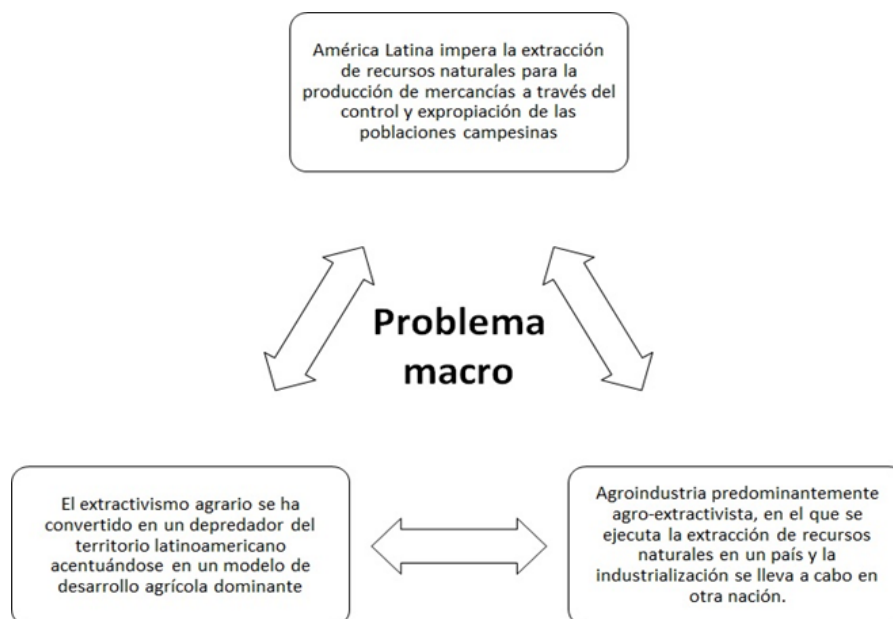 América Latina impera la extracción
de recursos naturales para la
producción de mercancías a través del
control y expropiación de las
poblaciones campesinas
Problema
macro
El extractivismo agrario se ha
convertido en un depredador del
territorio latinoamericano
acentuándose en un modelo de
desarrollo agrícola dominante
Agroindustria predominantemente
agro-extractivista, en el que se
ejecuta la extracción de recursos
naturales en un país y la
industrialización se lleva a cabo en
otra nación.